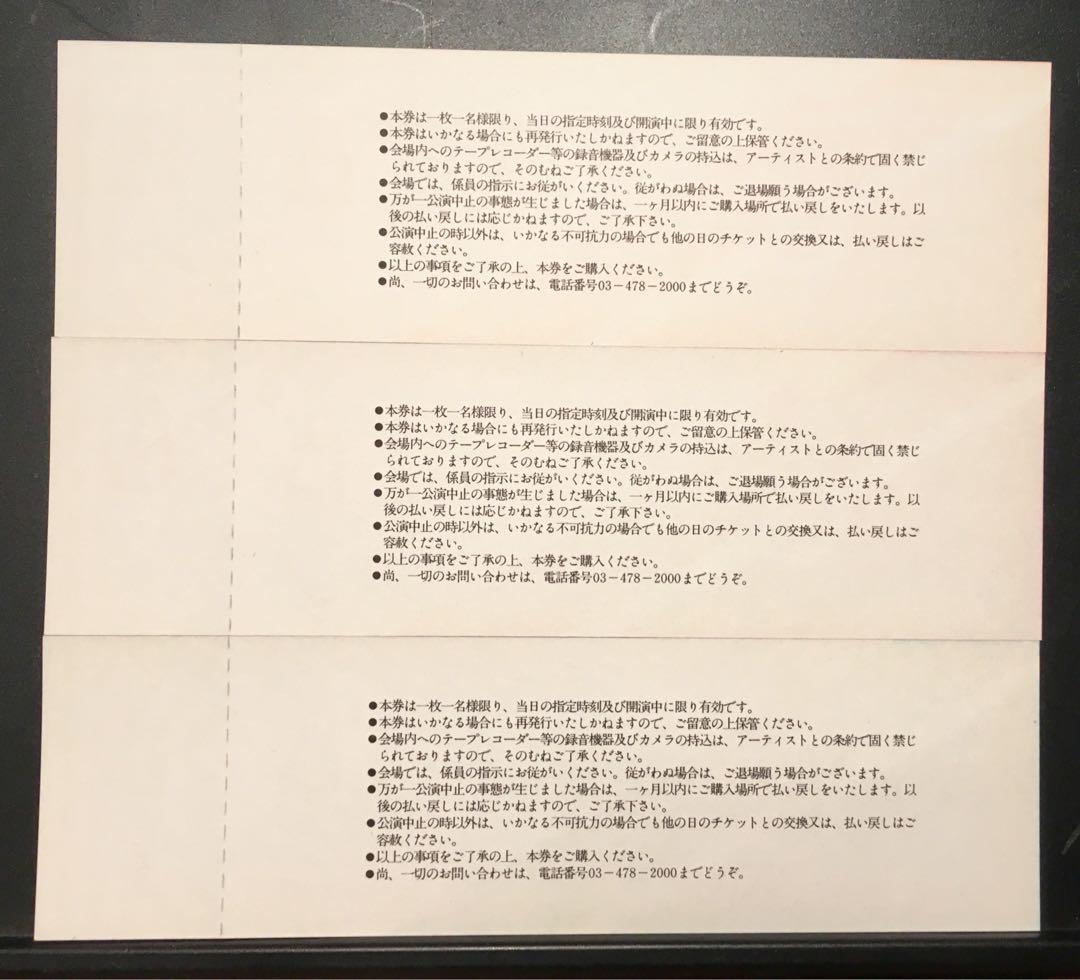 ●本券は一枚一名様限り、当日の指定時刻及び開演中に限り有効です。
●本券はいかなる場合にも再発行いたしかねますので、ご留意の上保管ください。
●会場内へのテープレコーダー等の録音機器及びカメラの持込は、アーティストとの条約で固く禁じ
られておりますので、そのむねご了承ください。
●会場では、係員の指示にお従がいください。従がわぬ場合は、ご退場願う場合がございます。
●万が一公演中止の事態が生じました場合は、一ヶ月以内にご購入場所で払い戻しをいたします。以
後の払い戻しには応じかねますので、ご了承下さい。
●公演中止の時以外は、いかなる不可抗力の場合でも他の日のチケットとの交換又は、払い戻しはご
容赦ください。
●以上の事項をご了承の上、本券をご購入ください。
●尚、一切のお問い合わせは、電話番号03－478－2000までどうぞ。
●本券は一枚一名様限り、当日の指定時刻及び開演中に限り有効です。
●本券はいかなる場合にも再発行いたしかねますので、ご留意の上保管ください。
●会場内へのテープレコーダー等の録音機器及びカメラの持込は、アーティストとの条約で固く禁じ
られておりますので、そのむねご了承ください。
●会場では、係員の指示にお従がいください。従がわぬ場合は、ご退場願う場合がございます。
●万が一公演中止の事態が生じました場合は、一ヶ月以内にご購入場所で払い戻しをいたします。以
後の払い戻しには応じかねますので、ご了承下さい。
●公演中止の時以外は、いかなる不可抗力の場合でも他の日のチケットとの交換又は、払い戻しはご
容赦ください。
●以上の事項をご了承の上、本券をご購入ください。
●尚、一切のお問い合わせは、電話番号03－478－2000までどうぞ。
●本券は一枚一名様限り、当日の指定時刻及び開演中に限り有効です。
●本券はいかなる場合にも再発行いたしかねますので、ご留意の上保管ください。
●会場内へのテープレコーダー等の録音機器及びカメラの持込は、アーティストとの条約で固く禁じ
られておりますので、そのむねご了承ください。
●会場では、係員の指示にお従がいください。従がわぬ場合は、ご退場願う場合がございます。
●万が一公演中止の事態が生じました場合は、一ヶ月以内にご購入場所で払い戻しをいたします。以
後の払い戻しには応じかねますので、ご了承下さい。
●公演中止の時以外は、いかなる不可抗力の場合でも他の日のチケットとの交換又は、払い戻しはご
容赦ください。
●以上の事項をご了承の上、本券をご購入ください。
●尚、一切のお問い合わせは、電話番号03－478－2000までどうぞ。